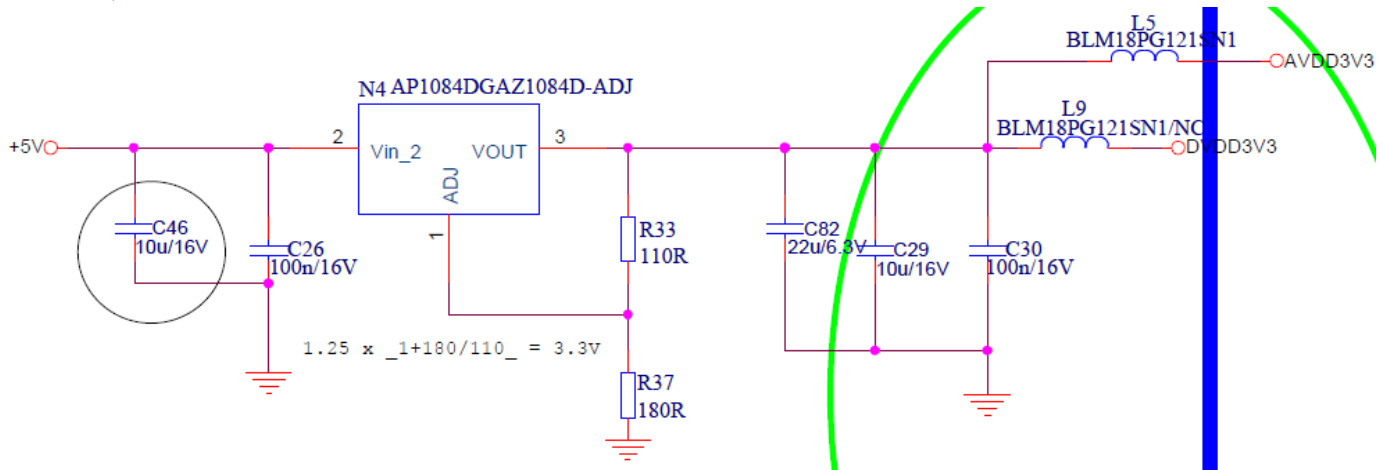 L5
BLM18PG121SN1
AVDD3V3
N4 AP1084DGAZ1084D-ADJ
L9
BLM18PG121SN1/NC
DVDD3V3
+5V
2
Vin_2
VOUT
3
ADJ
1
C46
10u/16V
C26
100n/16V
R33
110R
C82
22u/6.3V
C29
10u/16V
C30
100n/16V
1.25 x _1+180/110_ = 3.3V
R37
180R